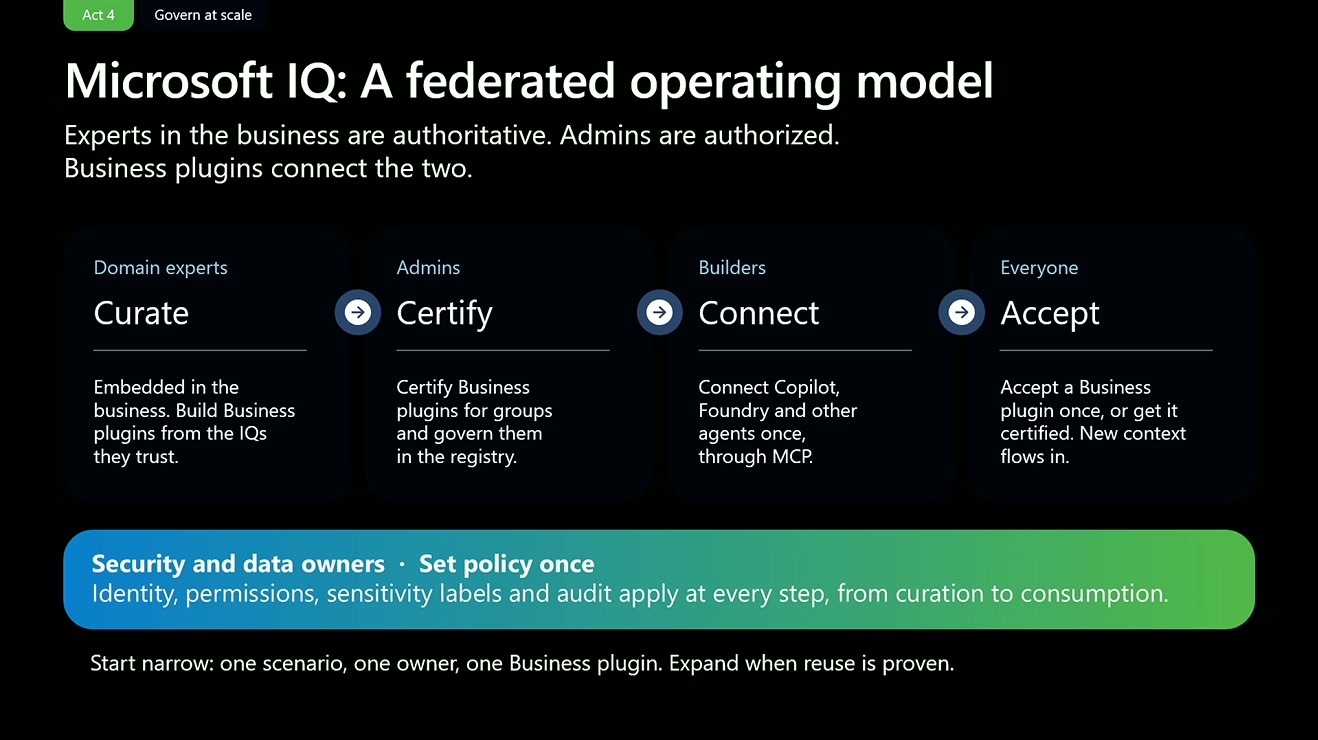 Act 4
Govern at scale
Microsoft IQ: A federated operating model
Experts in the business are authoritative. Admins are authorized.
Business plugins connect the two.
Domain experts
Curate
Embedded in the
business. Build Business
plugins from the IQs
they trust.
Admins
Certify
Certify Business
plugins for groups
and govern them
in the registry.
Builders
Connect
Connect Copilot,
Foundry and other
agents once,
through MCP.
Everyone
Accept
Accept a Business
plugin once, or get it
certified. New context
flows in.
Security and data owners · Set policy once
Identity, permissions, sensitivity labels and audit apply at every step, from curation to consumption.
Start narrow: one scenario, one owner, one Business plugin. Expand when reuse is proven.